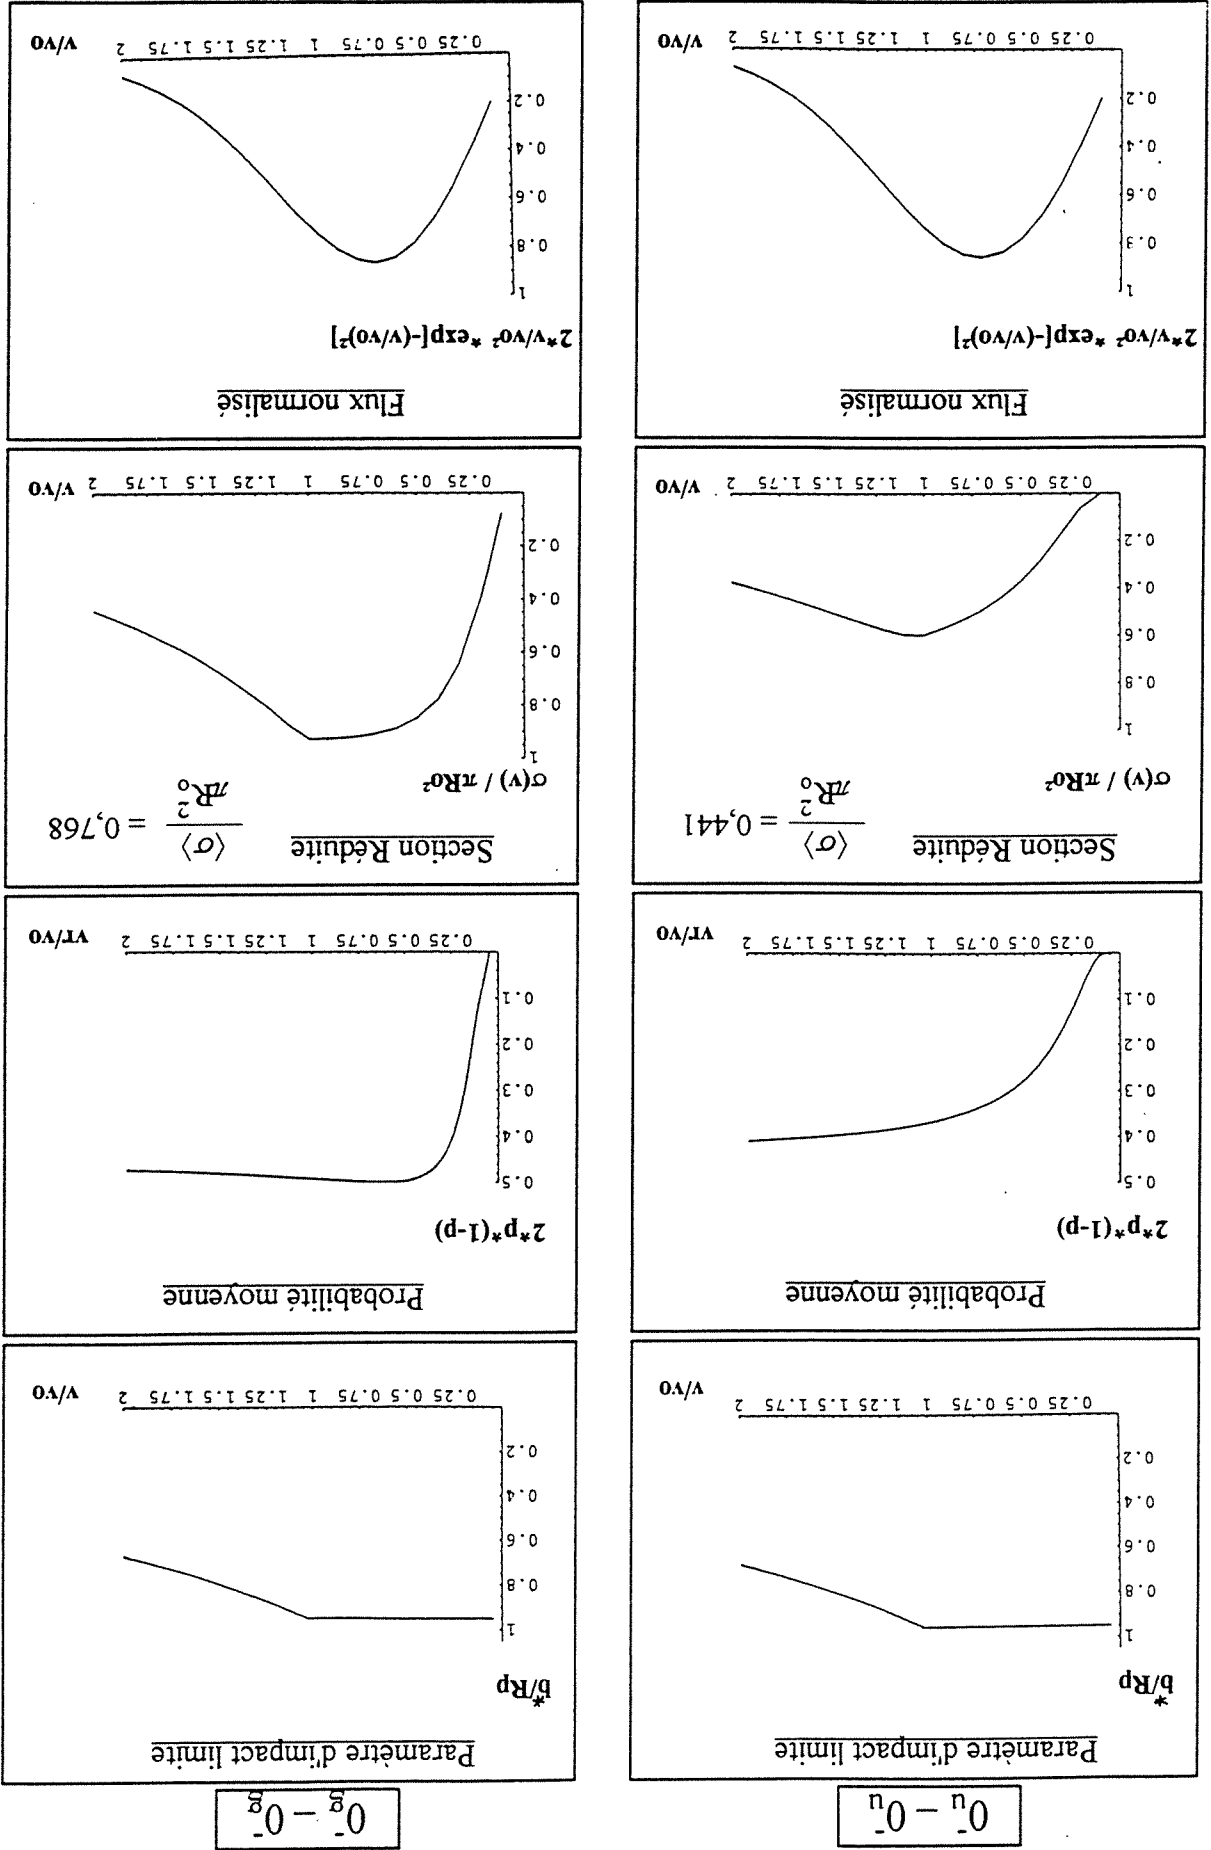 0⁻u – 0⁻u
Paramètre d'impact limite
b*/Rp
1
0.8
0.6
0.4
0.2
0.25 0.5 0.75 1 1.25 1.5 1.75 2
v/vo
0⁻g – 0⁻g
Paramètre d'impact limite
b*/Rp
1
0.8
0.6
0.4
0.2
0.25 0.5 0.75 1 1.25 1.5 1.75 2
v/vo
Probabilité moyenne
2*p*(1-p)
0.5
0.4
0.3
0.2
0.1
0.25 0.5 0.75 1 1.25 1.5 1.75 2
vr/vo
Probabilité moyenne
2*p*(1-p)
0.5
0.4
0.3
0.2
0.1
0.25 0.5 0.75 1 1.25 1.5 1.75 2
vr/vo
Section Réduite
⟨σ⟩ / πR₀² = 0,441
σ(v) / πRo²
1
0.8
0.6
0.4
0.2
0.25 0.5 0.75 1 1.25 1.5 1.75 2
v/vo
Section Réduite
⟨σ⟩ / πR₀² = 0,768
σ(v) / πRo²
1
0.8
0.6
0.4
0.2
0.25 0.5 0.75 1 1.25 1.5 1.75 2
v/vo
Flux normalisé
2*v/vo² *exp[-(v/vo)²]
1
0.8
0.6
0.4
0.2
0.25 0.5 0.75 1 1.25 1.5 1.75 2
v/vo
Flux normalisé
2*v/vo² *exp[-(v/vo)²]
1
0.8
0.6
0.4
0.2
0.25 0.5 0.75 1 1.25 1.5 1.75 2
v/vo